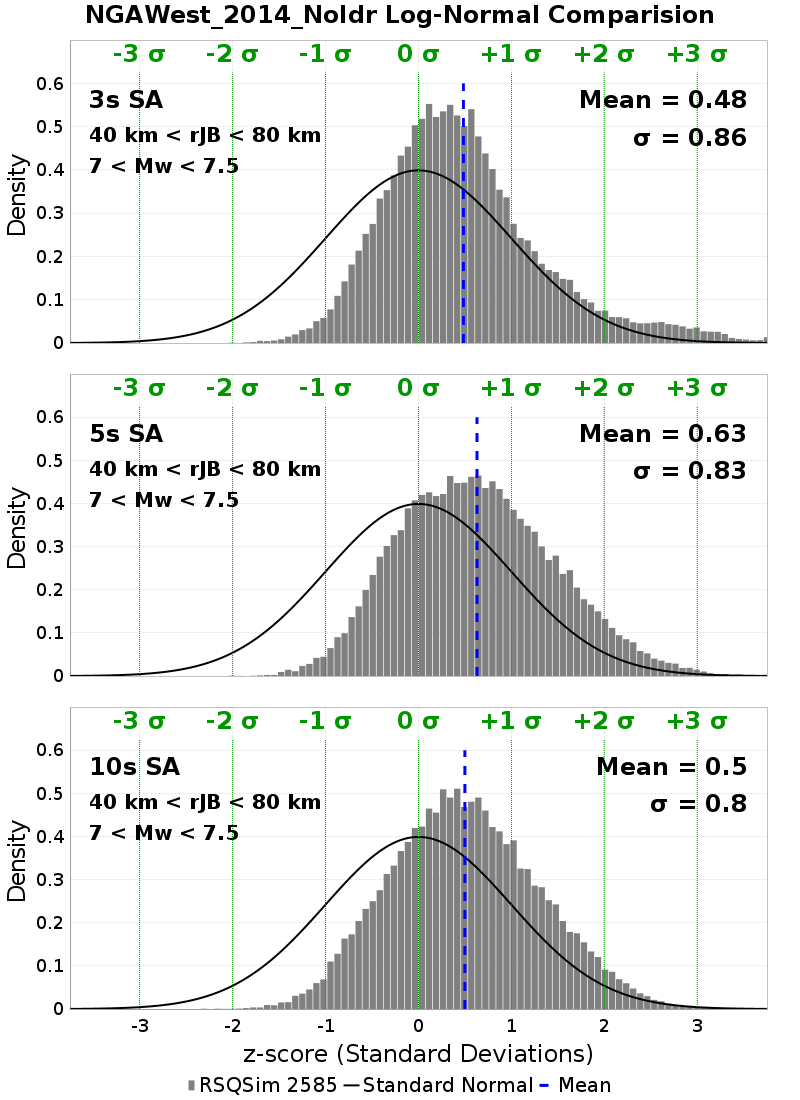 NGAWest_2014_NoIdr Log-Normal Comparision
-3 σ -2 σ -1 σ 0 σ +1 σ +2 σ +3 σ
3s SA
40 km < rJB < 80 km
7 < Mw < 7.5
Mean = 0.48
σ = 0.86
Density
0.6
0.5
0.4
0.3
0.2
0.1
0
-3 σ -2 σ -1 σ 0 σ +1 σ +2 σ +3 σ
5s SA
40 km < rJB < 80 km
7 < Mw < 7.5
Mean = 0.63
σ = 0.83
Density
0.6
0.5
0.4
0.3
0.2
0.1
0
-3 σ -2 σ -1 σ 0 σ +1 σ +2 σ +3 σ
10s SA
40 km < rJB < 80 km
7 < Mw < 7.5
Mean = 0.5
σ = 0.8
Density
0.6
0.5
0.4
0.3
0.2
0.1
0
-3 -2 -1 0 1 2 3
z-score (Standard Deviations)
RSQSim 2585 Standard Normal Mean